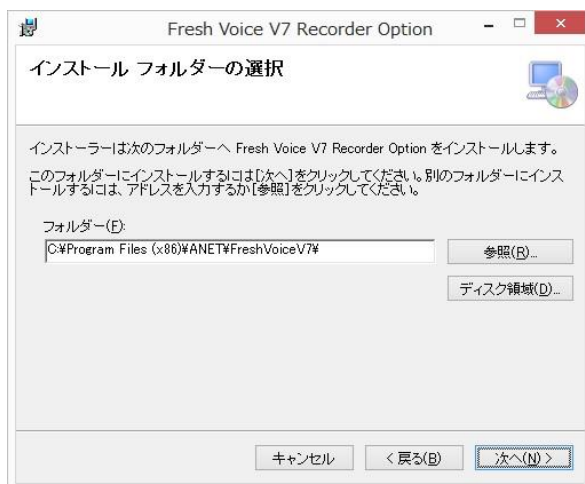 Fresh Voice V7 Recorder Option
インストール フォルダーの選択
インストーラーは次のフォルダーへ Fresh Voice V7 Recorder Option をインストールします。
このフォルダーにインストールするには[次へ]をクリックしてください。別のフォルダーにインス
トールするには、アドレスを入力するか[参照]をクリックしてください。
フォルダー(F):
C:¥Program Files (x86)¥ANET¥FreshVoiceV7¥
参照(R)...
ディスク領域(D)...
キャンセル
< 戻る(B)
次へ(N) >